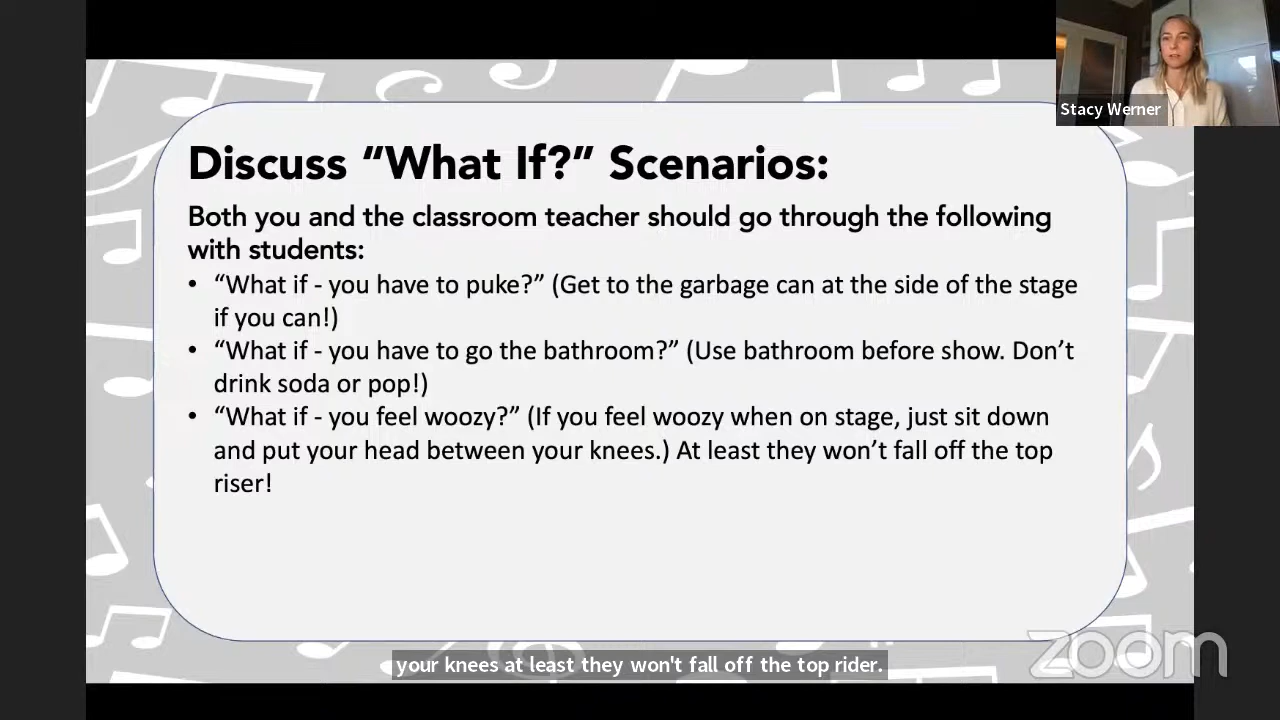 Stacy Werner
Discuss “What If?” Scenarios:
Both you and the classroom teacher should go through the following
with students:
• “What if - you have to puke?” (Get to the garbage can at the side of the stage
if you can!)
• “What if - you have to go the bathroom?” (Use bathroom before show. Don’t
drink soda or pop!)
• “What if - you feel woozy?” (If you feel woozy when on stage, just sit down
and put your head between your knees.) At least they won’t fall off the top
riser!
your knees at least they won't fall off the top rider.
zoom